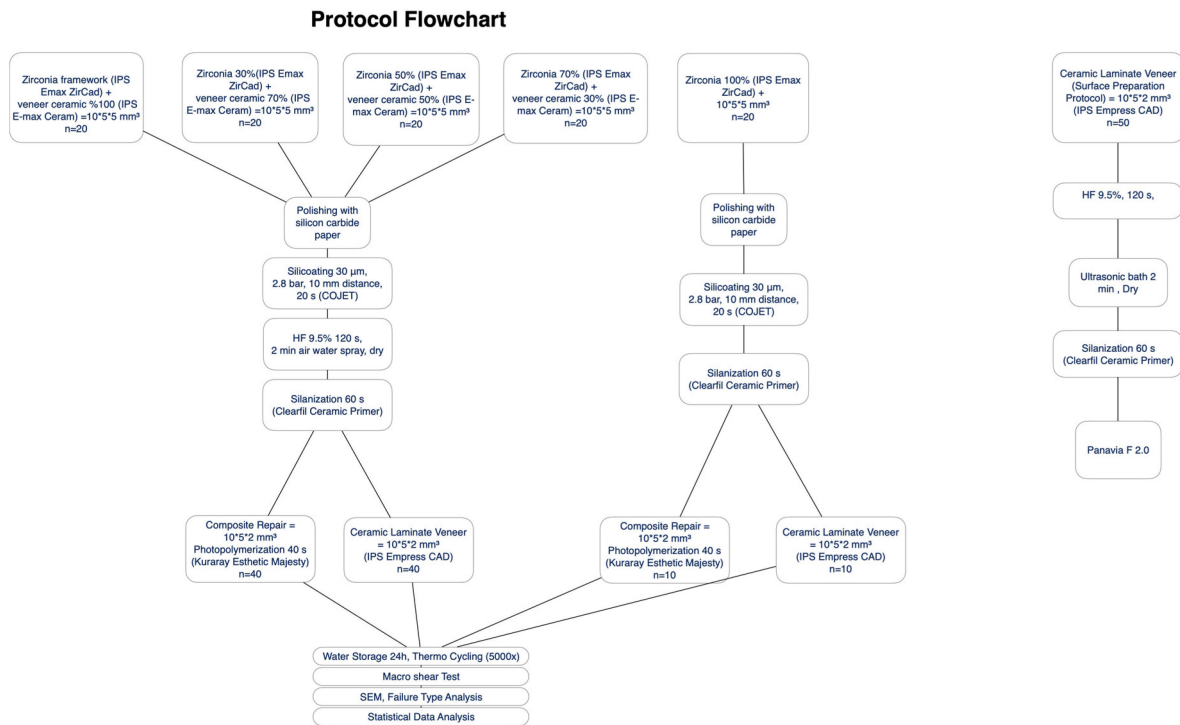 Protocol Flowchart
Zirconia framework (IPS
Emax ZirCad) +
veneer ceramic %100 (IPS
E-max Ceram) =10*5*5 mm³
n=20
Zirconia 30%(IPS Emax
ZirCad) +
veneer ceramic 70% (IPS
E-max Ceram) =10*5*5 mm³
n=20
Zirconia 50% (IPS Emax
ZirCad) +
veneer ceramic 50% (IPS E-
max Ceram) =10*5*5 mm³
n=20
Zirconia 70% (IPS Emax
ZirCad) +
veneer ceramic 30% (IPS E-
max Ceram) =10*5*5 mm³
n=20
Zirconia 100% (IPS Emax
ZirCad) +
10*5*5 mm³
n=20
Ceramic Laminate Veneer
(Surface Preparation
Protocol) = 10*5*2 mm³
(IPS Empress CAD)
n=50
Polishing with
silicon carbide
paper
Silicoating 30 µm,
2.8 bar, 10 mm distance,
20 s (COJET)
HF 9.5% 120 s,
2 min air water spray, dry
Silanization 60 s
(Clearfil Ceramic Primer)
Polishing with
silicon carbide
paper
Silicoating 30 µm,
2.8 bar, 10 mm distance,
20 s (COJET)
Silanization 60 s
(Clearfil Ceramic Primer)
HF 9.5%, 120 s,
Ultrasonic bath 2
min , Dry
Silanization 60 s
(Clearfil Ceramic Primer)
Panavia F 2.0
Composite Repair =
10*5*2 mm³
Photopolymerization 40 s
(Kuraray Esthetic Majesty)
n=40
Ceramic Laminate Veneer
= 10*5*2 mm³
(IPS Empress CAD)
n=40
Composite Repair =
10*5*2 mm³
Photopolymerization 40 s
(Kuraray Esthetic Majesty)
n=10
Ceramic Laminate Veneer
= 10*5*2 mm³
(IPS Empress CAD)
n=10
Water Storage 24h, Thermo Cycling (5000x)
Macro shear Test
SEM, Failure Type Analysis
Statistical Data Analysis